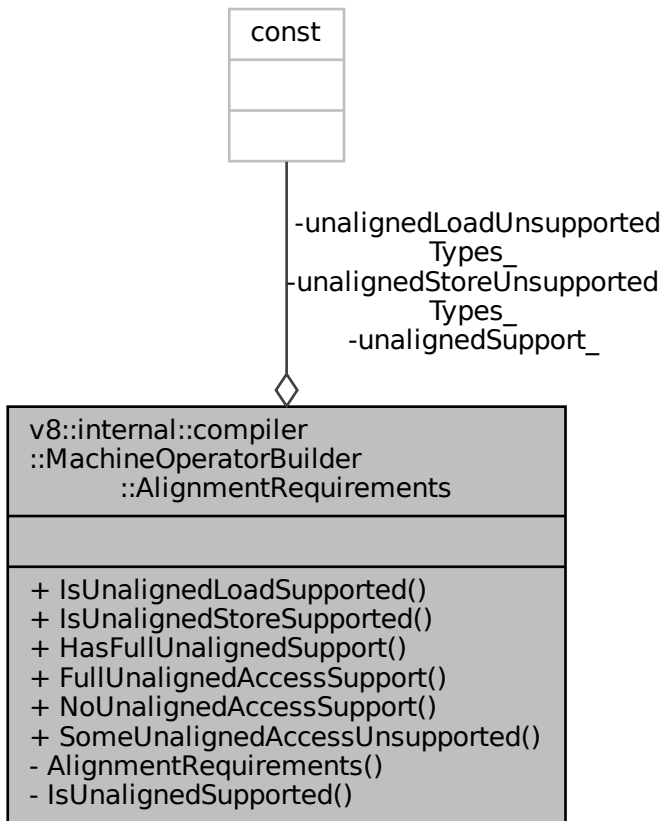 const
-unalignedLoadUnsupported
Types_
-unalignedStoreUnsupported
Types_
-unalignedSupport_
v8::internal::compiler
::MachineOperatorBuilder
::AlignmentRequirements
+ IsUnalignedLoadSupported()
+ IsUnalignedStoreSupported()
+ HasFullUnalignedSupport()
+ FullUnalignedAccessSupport()
+ NoUnalignedAccessSupport()
+ SomeUnalignedAccessUnsupported()
- AlignmentRequirements()
- IsUnalignedSupported()